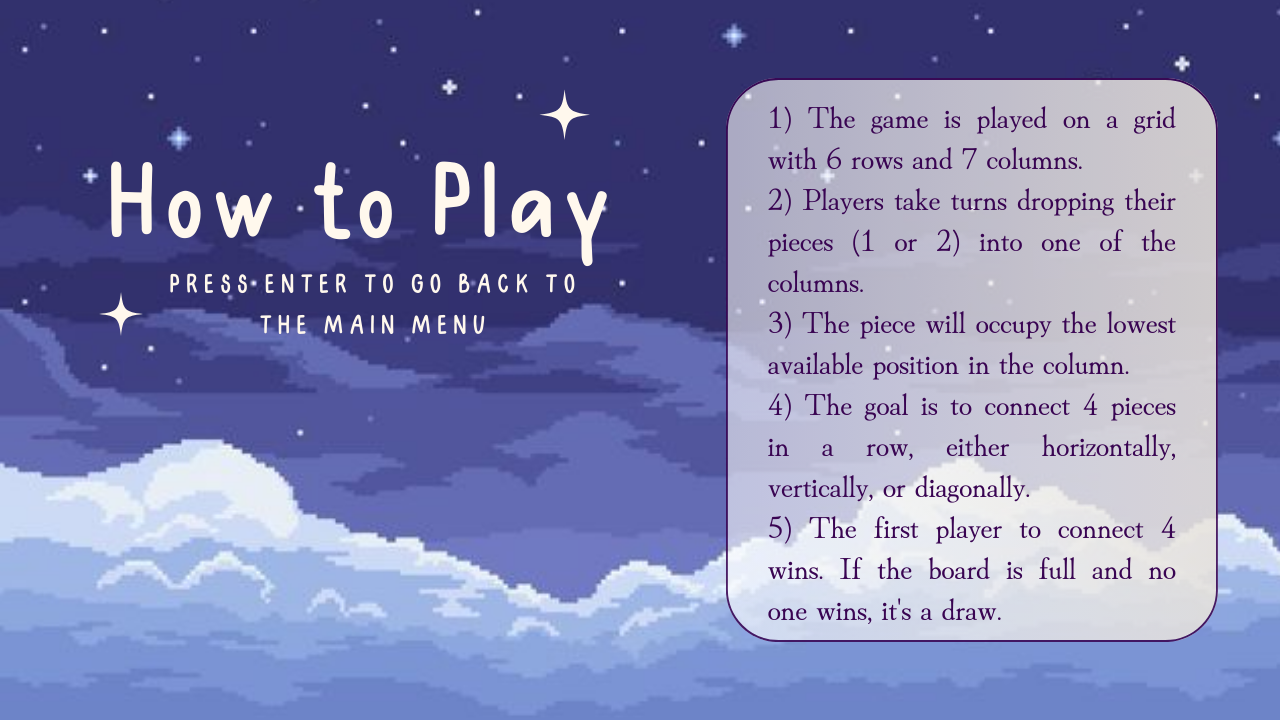 How to Play
PRESS ENTER TO GO BACK TO
THE MAIN MENU
1) The game is played on a grid
with 6 rows and 7 columns.
2) Players take turns dropping their
pieces (1 or 2) into one of the
columns.
3) The piece will occupy the lowest
available position in the column.
4) The goal is to connect 4 pieces
in a row, either horizontally,
vertically, or diagonally.
5) The first player to connect 4
wins. If the board is full and no
one wins, it's a draw.